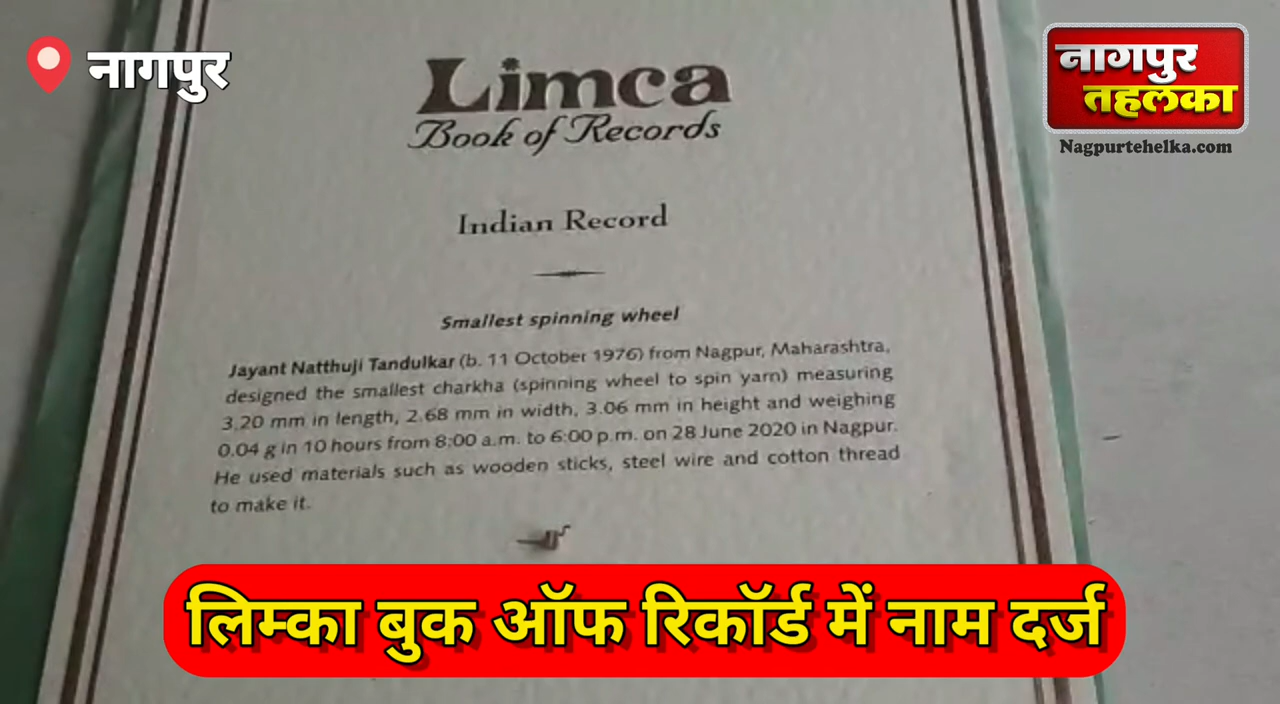 नागपुर
नागपुर
तहलका
Nagpurtehelka.com
Limca
Book of Records
Indian Record
Smallest spinning wheel
Jayant Natthuji Tandulkar (b. 11 October 1976) from Nagpur, Maharashtra,
designed the smallest charkha (spinning wheel to spin yarn) measuring
3.20 mm in length, 2.68 mm in width, 3.06 mm in height and weighing
0.04 g in 10 hours from 8:00 a.m. to 6:00 p.m. on 28 June 2020 in Nagpur.
He used materials such as wooden sticks, steel wire and cotton thread
to make it.
लिम्का बुक ऑफ रिकॉर्ड में नाम दर्ज